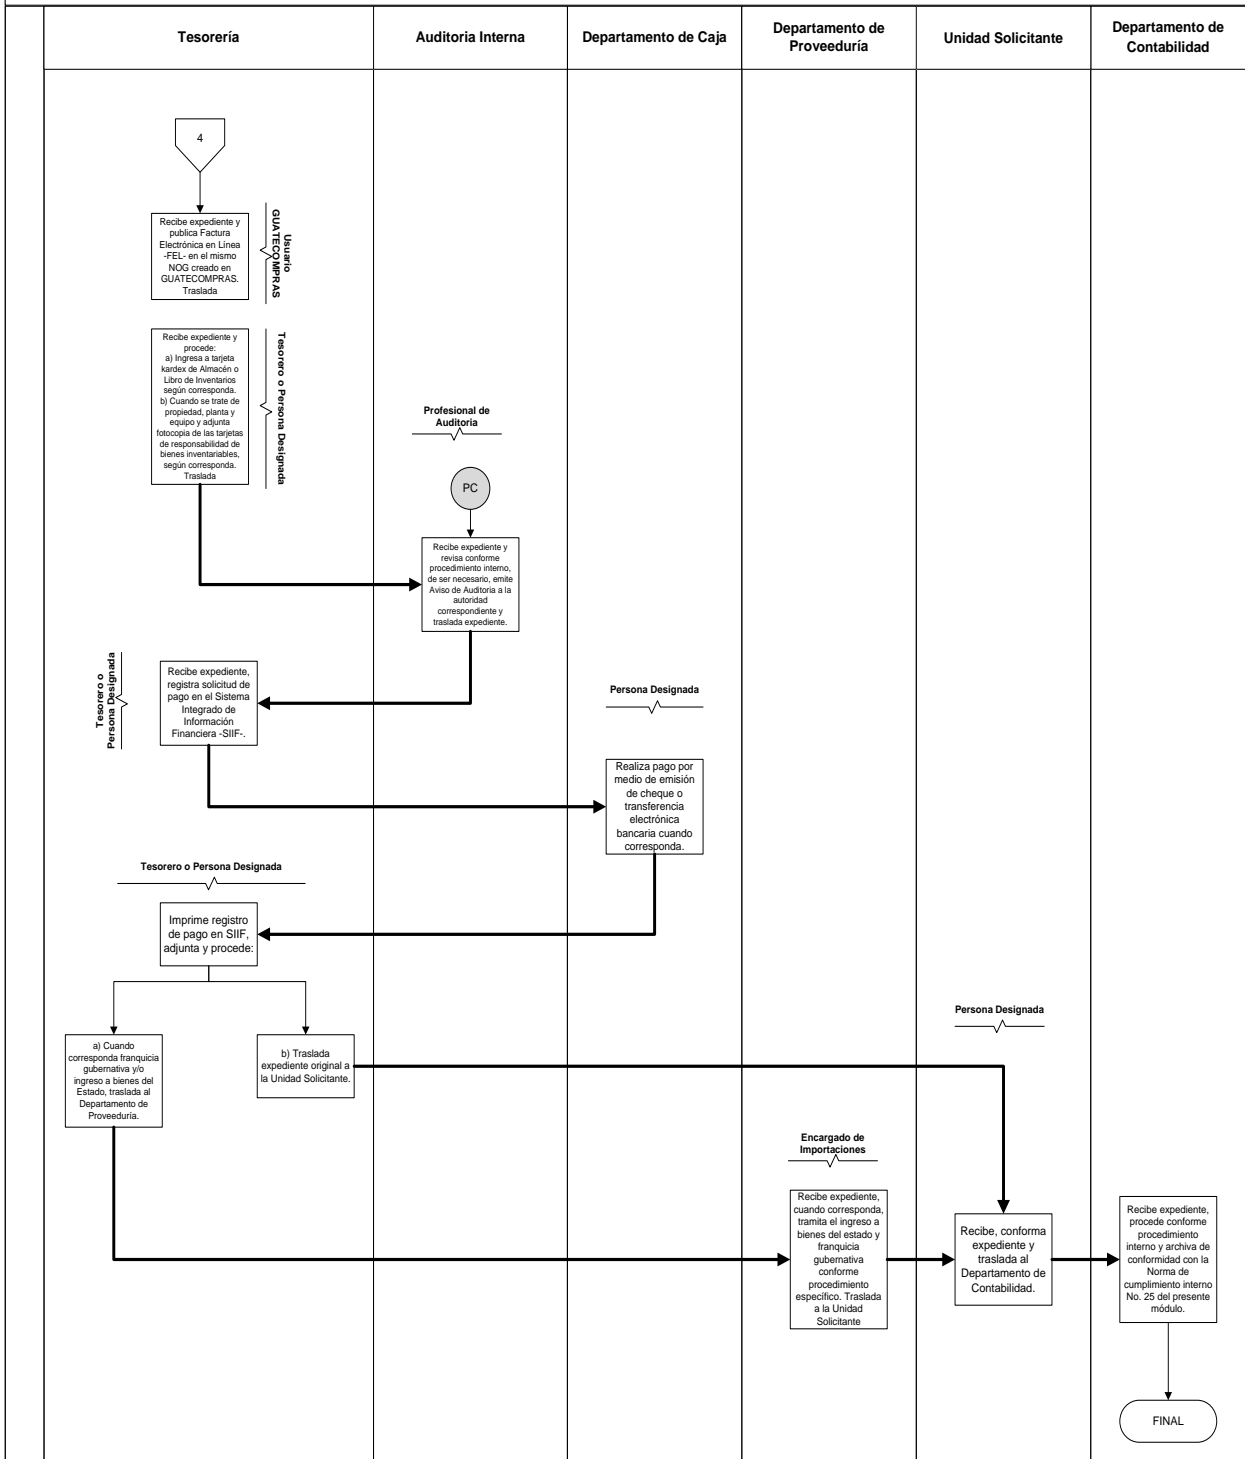 Tesorería
Auditoria Interna
Departamento de Caja
Departamento de
Proveeduría
Unidad Solicitante
Departamento de
Contabilidad
4
Recibe expediente y
publica Factura
Electrónica en Línea
-FEL- en el mismo
NOG creado en
GUATECOMPRAS.
Traslada
Usuario
GUATECOMPRAS
Recibe expediente y
procede:
a) Ingresa a tarjeta
kardex de Almacén o
Libro de Inventarios
según corresponda.
b) Cuando se trate de
propiedad, planta y
equipo y adjunta
fotocopia de las tarjetas
de responsabilidad de
bienes inventariables,
según corresponda.
Traslada
Tesorero o Persona Designada
Profesional de
Auditoria
PC
Recibe expediente y
revisa conforme
procedimiento interno,
de ser necesario, emite
Aviso de Auditoria a la
autoridad
correspondiente y
traslada expediente.
Tesorero o
Persona Designada
Recibe expediente,
registra solicitud de
pago en el Sistema
Integrado de
Información
Financiera -SIIF-.
Persona Designada
Realiza pago por
medio de emisión
de cheque o
transferencia
electrónica
bancaria cuando
corresponda.
Tesorero o Persona Designada
Imprime registro
de pago en SIIF,
adjunta y procede:
a) Cuando
corresponda franquicia
gubernativa y/o
ingreso a bienes del
Estado, traslada al
Departamento de
Proveeduría.
b) Traslada
expediente original a
la Unidad Solicitante.
Persona Designada
Encargado de
Importaciones
Recibe expediente,
cuando corresponda,
tramita el ingreso a
bienes del estado y
franquicia
gubernativa
conforme
procedimiento
específico. Traslada
a la Unidad
Solicitante
Recibe, conforma
expediente y
traslada al
Departamento de
Contabilidad.
Recibe expediente,
procede conforme
procedimiento
interno y archiva de
conformidad con la
Norma de
cumplimiento interno
No. 25 del presente
módulo.
FINAL